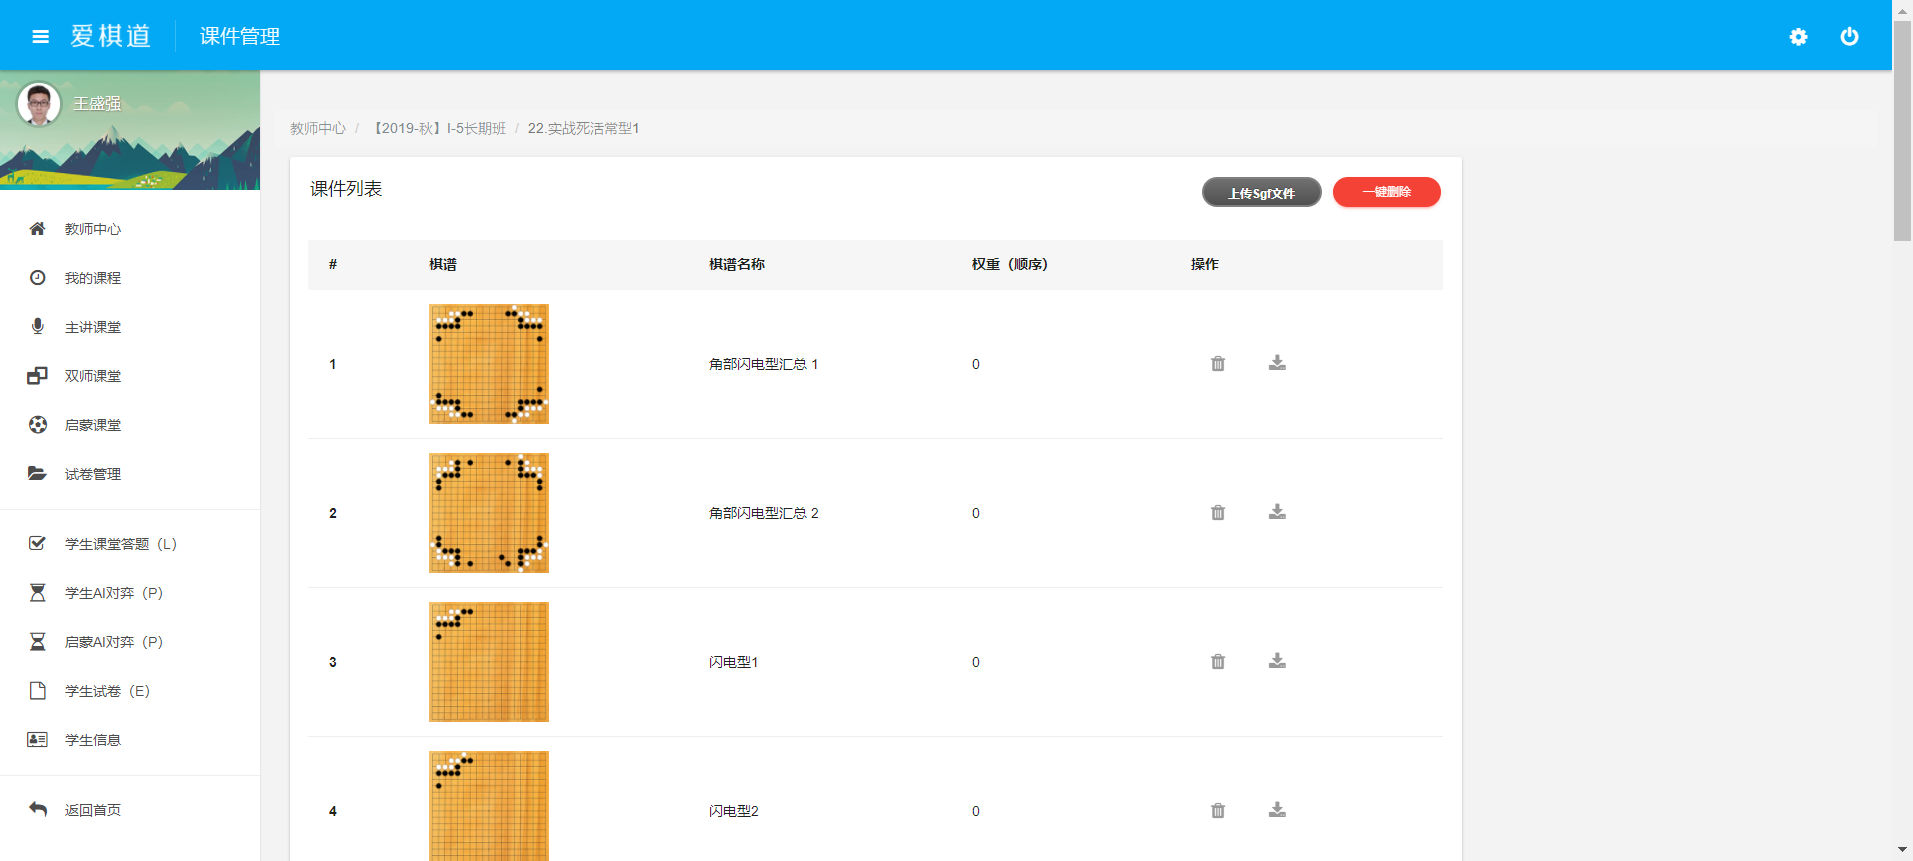 爱棋道
课件管理
王盛强
教师中心 / 【2019-秋】I-5长期班 / 22.实战死活常型1
课件列表
上传Sgf文件
一键删除
# 棋谱 棋谱名称 权重（顺序） 操作
1 角部闪电型汇总 1 0
2 角部闪电型汇总 2 0
3 闪电型1 0
4 闪电型2 0
教师中心
我的课程
主讲课堂
双师课堂
启蒙课堂
试卷管理
学生课堂答题（L）
学生AI对弈（P）
启蒙AI对弈（P）
学生试卷（E）
学生信息
返回首页